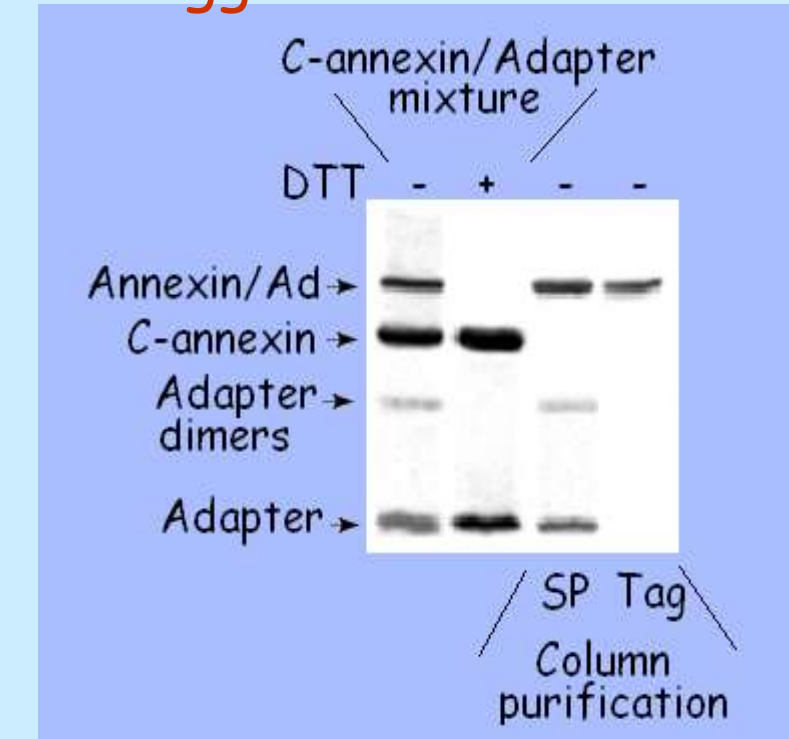 C-annexin/Adapter
mixture
DTT - + - -
Annexin/Ad
C-annexin
Adapter
dimers
Adapter
SP Tag
Column
purification